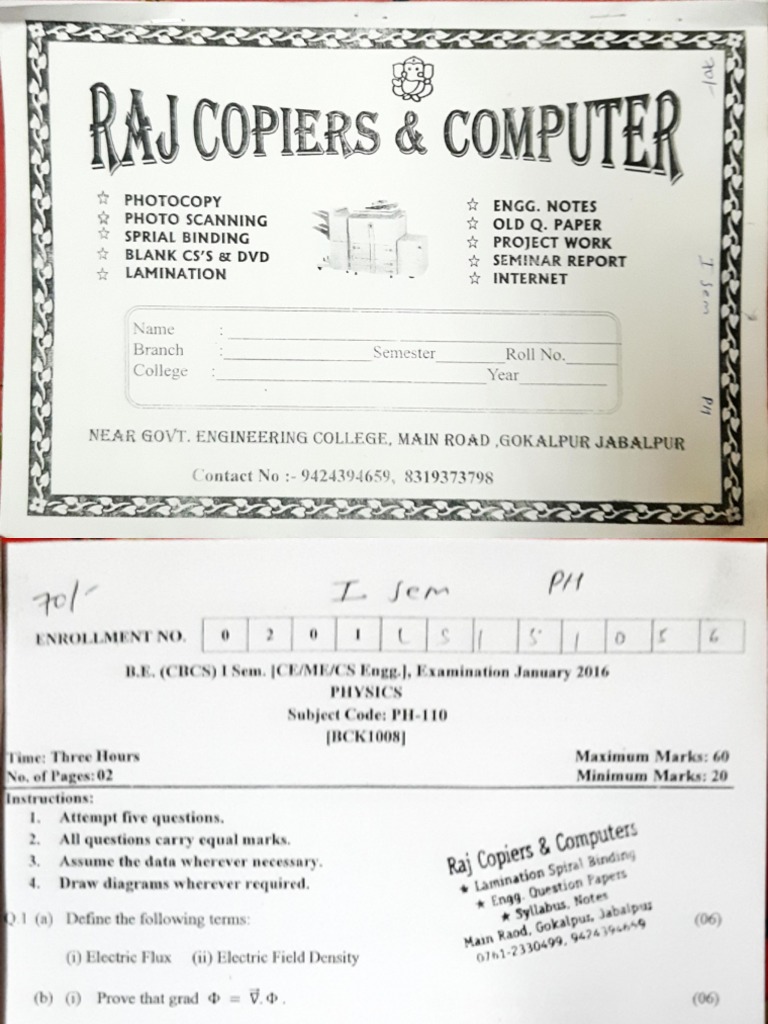 RAJ COPIERS & COMPUTER
☆ PHOTOCOPY
☆ PHOTO SCANNING
☆ SPRIAL BINDING
☆ BLANK CS'S & DVD
☆ LAMINATION
☆ ENGG. NOTES
☆ OLD Q. PAPER
☆ PROJECT WORK
☆ SEMINAR REPORT
☆ INTERNET
Name :
Branch : Semester Roll No.
College : Year
NEAR GOVT. ENGINEERING COLLEGE, MAIN ROAD ,GOKALPUR JABALPUR
Contact No :- 9424394659, 8319373798
I sem
PH
70/- I sem PH
ENROLLMENT NO. 0 2 0 1
B.E. (CBCS) I Sem. [CE/ME/CS Engg.], Examination January 2016
PHYSICS
Subject Code: PH-110
[BCK1008]
Time: Three Hours Maximum Marks: 60
No. of Pages: 02 Minimum Marks: 20
Instructions:
1. Attempt five questions.
2. All questions carry equal marks.
3. Assume the data wherever necessary.
4. Draw diagrams wherever required.
Raj Copiers & Computers
★ Lamination Spiral Binding
★ Engg. Question Papers
★ Syllabus, Notes
Main Raod, Gokalpur, Jabalpur
0761-2330499, 9424394659
Q.1 (a) Define the following terms: (06)
(i) Electric Flux (ii) Electric Field Density
(b) (i) Prove that grad Φ = ∇⃗. Φ . (06)